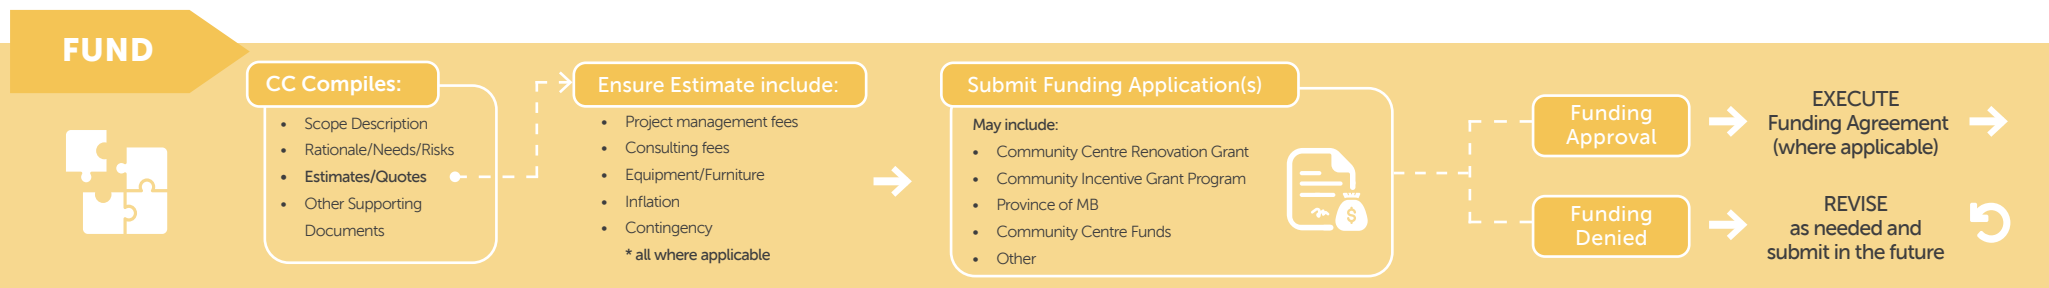 FUND
CC Compiles:
• Scope Description
• Rationale/Needs/Risks
• Estimates/Quotes
• Other Supporting
Documents
Ensure Estimate include:
• Project management fees
• Consulting fees
• Equipment/Furniture
• Inflation
• Contingency
* all where applicable
Submit Funding Application(s)
May include:
• Community Centre Renovation Grant
• Community Incentive Grant Program
• Province of MB
• Community Centre Funds
• Other
$
Funding
Approval
EXECUTE
Funding Agreement
(where applicable)
Funding
Denied
REVISE
as needed and
submit in the future